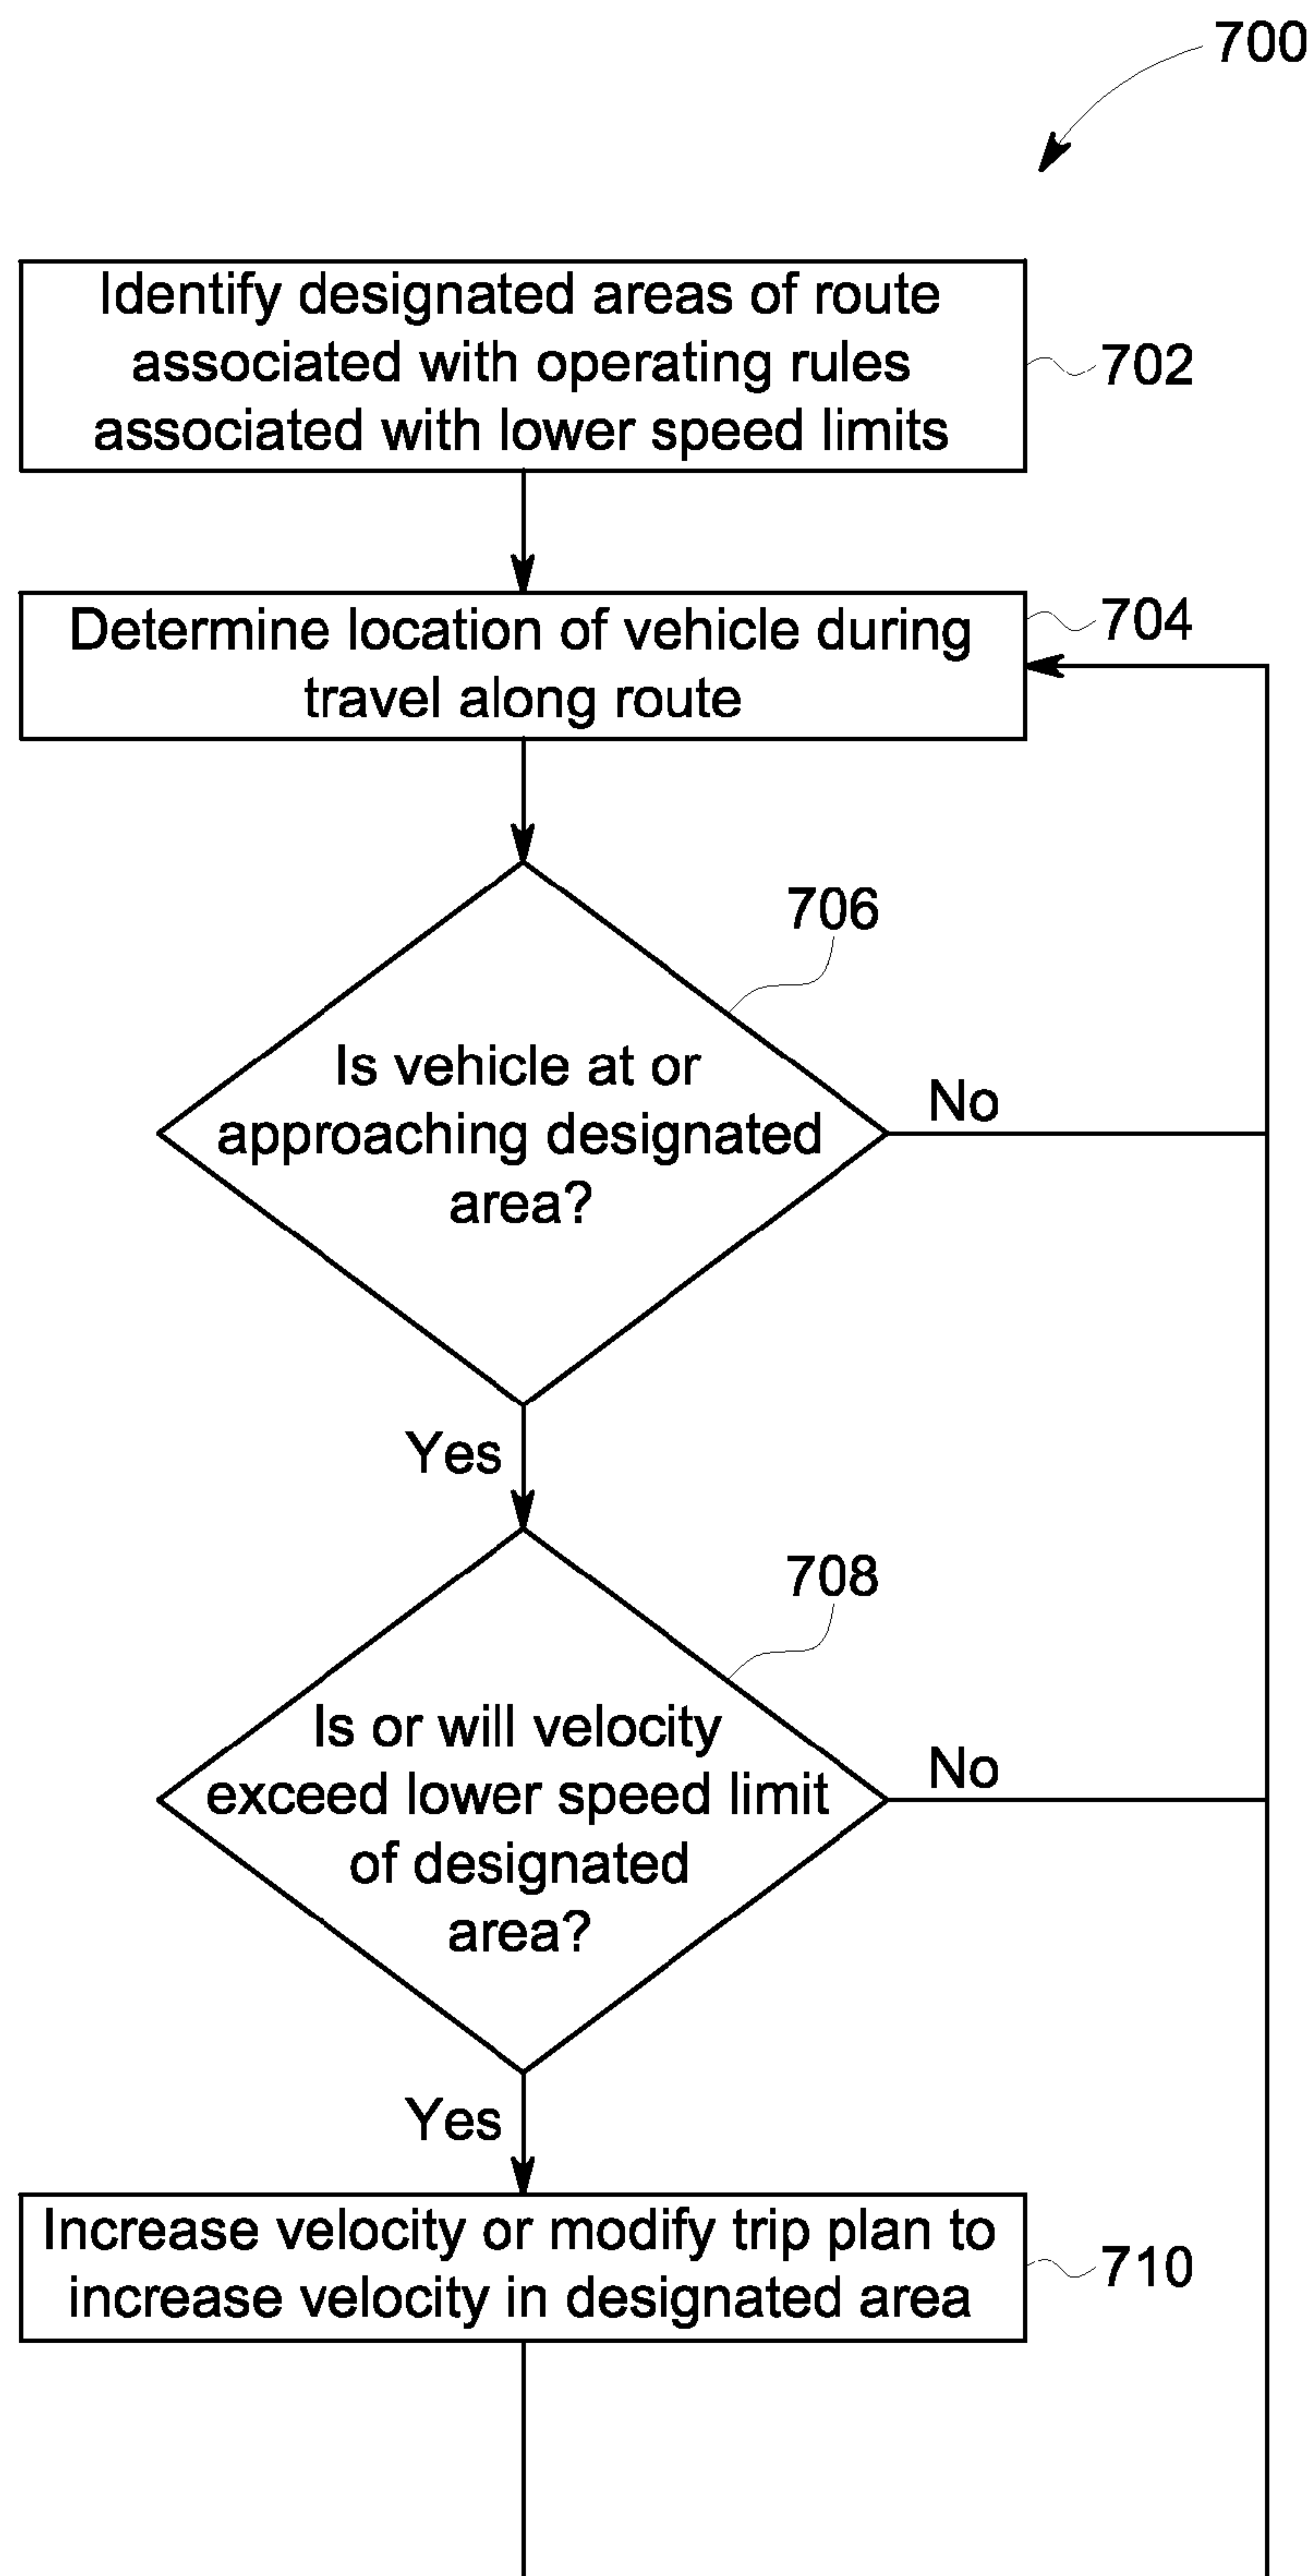 700
Identify designated areas of route
associated with operating rules
associated with lower speed limits
702
Determine location of vehicle during
travel along route
704
706
Is vehicle at or
approaching designated
area?
No
Yes
708
Is or will velocity
exceed lower speed limit
of designated
area?
No
Yes
Increase velocity or modify trip plan to
increase velocity in designated area
710